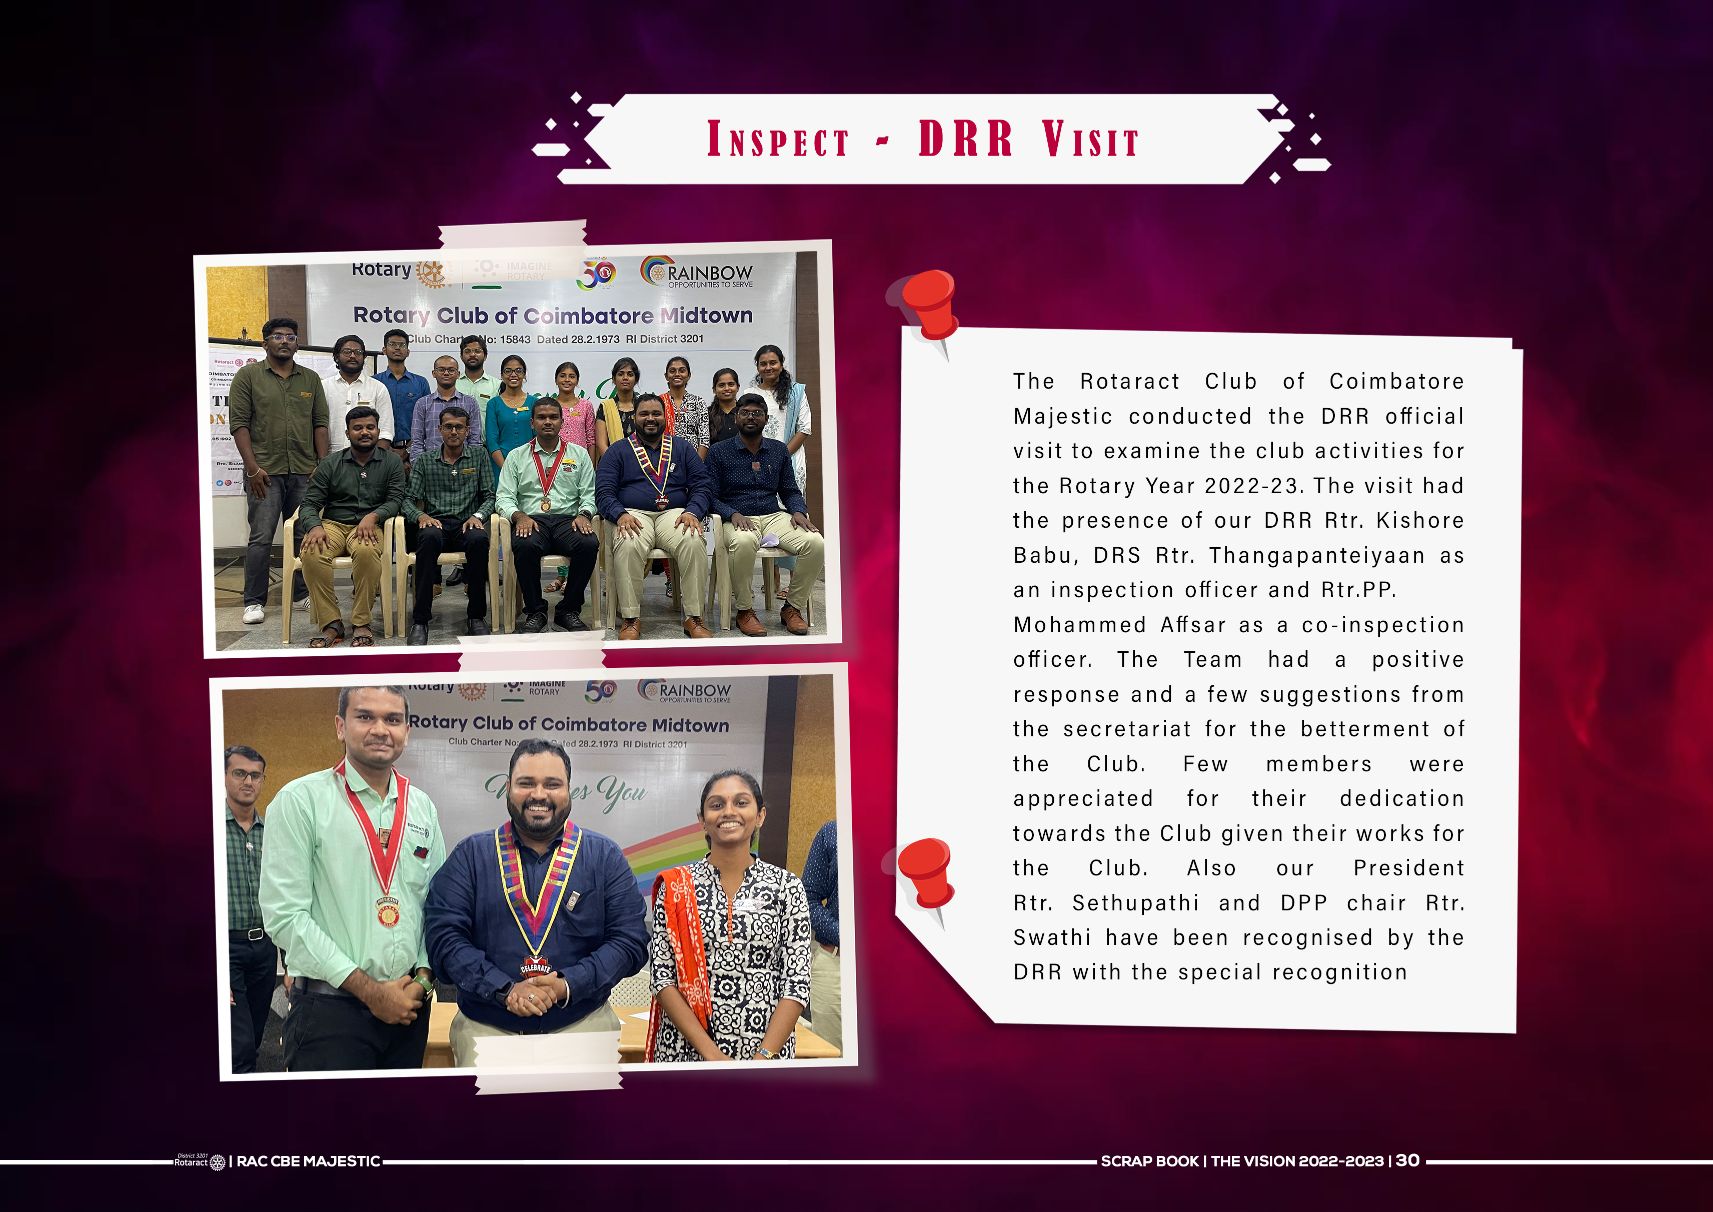 INSPECT - DRR VISIT
Rotary
IMAGINE
ROTARY
50
RAINBOW
OPPORTUNITIES TO SERVE
Rotary Club of Coimbatore Midtown
Club Charter No: 15843 Dated 28.2.1973 RI District 3201
Rotary
IMAGINE
ROTARY
50
RAINBOW
OPPORTUNITIES TO SERVE
Rotary Club of Coimbatore Midtown
Club Charter No: Dated 28.2.1973 RI District 3201
You
CELEBRATE
The Rotaract Club of Coimbatore
Majestic conducted the DRR official
visit to examine the club activities for
the Rotary Year 2022-23. The visit had
the presence of our DRR Rtr. Kishore
Babu, DRS Rtr. Thangapanteiyaan as
an inspection officer and Rtr.PP.
Mohammed Affsar as a co-inspection
officer. The Team had a positive
response and a few suggestions from
the secretariat for the betterment of
the Club. Few members were
appreciated for their dedication
towards the Club given their works for
the Club. Also our President
Rtr. Sethupathi and DPP chair Rtr.
Swathi have been recognised by the
DRR with the special recognition
District 3201
Rotaract | RAC CBE MAJESTIC
SCRAP BOOK | THE VISION 2022-2023 | 30